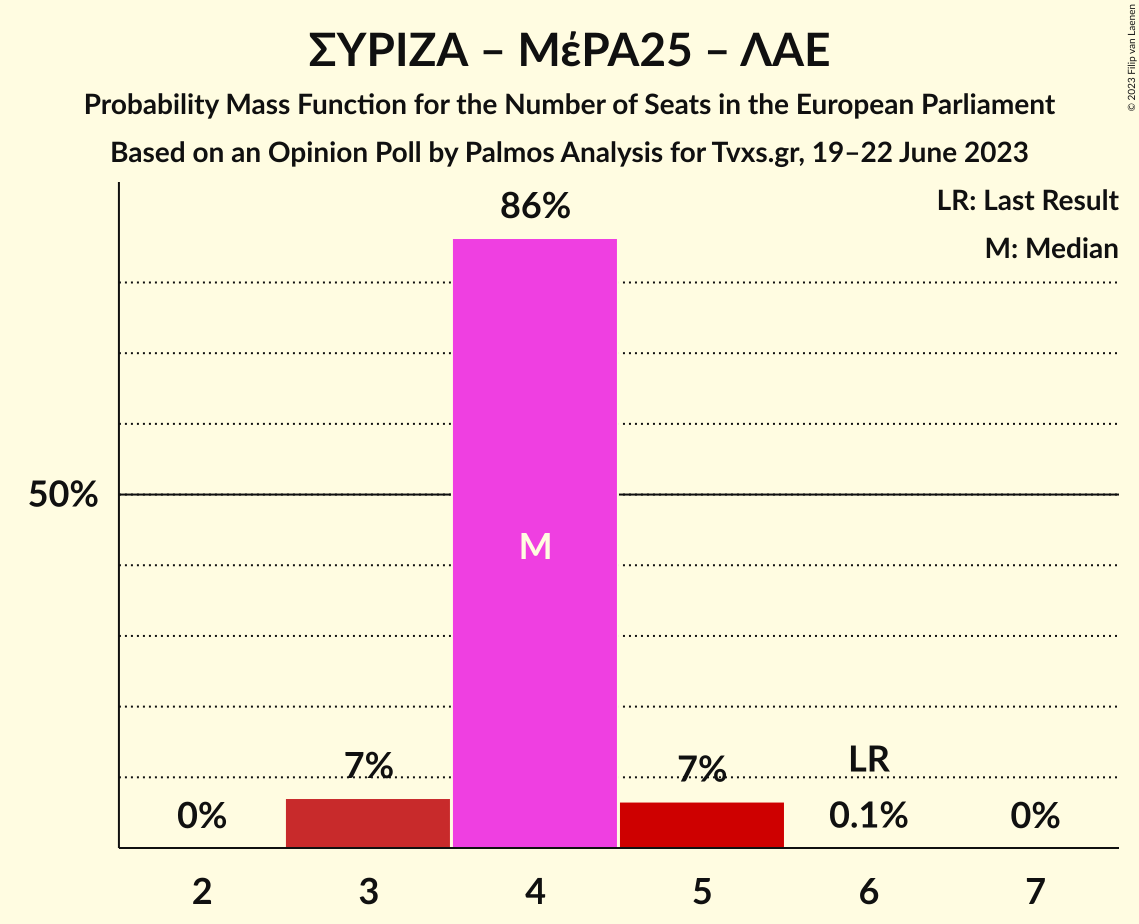 ΣΥΡΙΖΑ – ΜέΡΑ25 – ΛΑΕ
Probability Mass Function for the Number of Seats in the European Parliament
Based on an Opinion Poll by Palmos Analysis for Tvxs.gr, 19–22 June 2023
© 2023 Filip van Laenen
LR: Last Result
M: Median
86%
50%
M
7%
7%
LR
0%
0.1%
0%
2 3 4 5 6 7